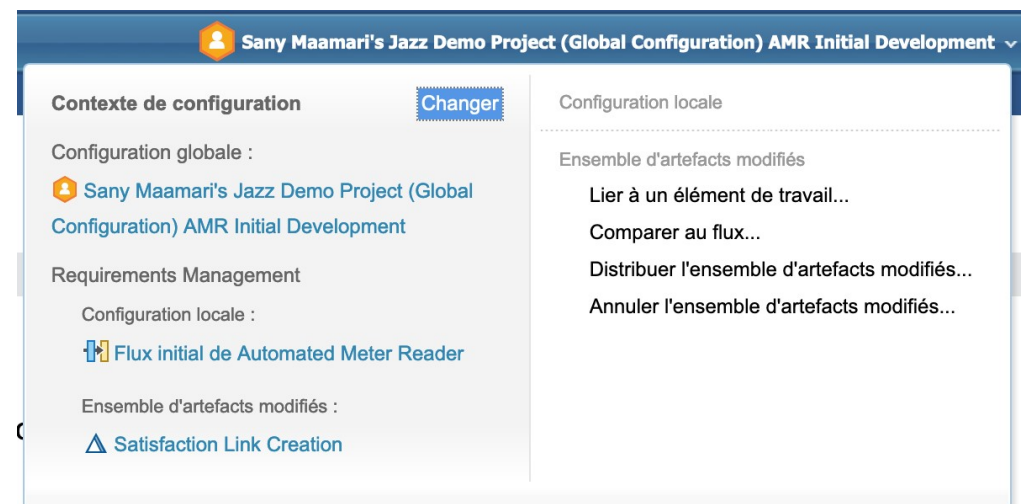 Sany Maamari's Jazz Demo Project (Global Configuration) AMR Initial Development
Contexte de configuration
Changer
Configuration globale :
Sany Maamari's Jazz Demo Project (Global
Configuration) AMR Initial Development
Requirements Management
Configuration locale :
Flux initial de Automated Meter Reader
Ensemble d'artefacts modifiés :
Satisfaction Link Creation
Configuration locale
Ensemble d'artefacts modifiés
Lier à un élément de travail...
Comparer au flux...
Distribuer l'ensemble d'artefacts modifiés...
Annuler l'ensemble d'artefacts modifiés...